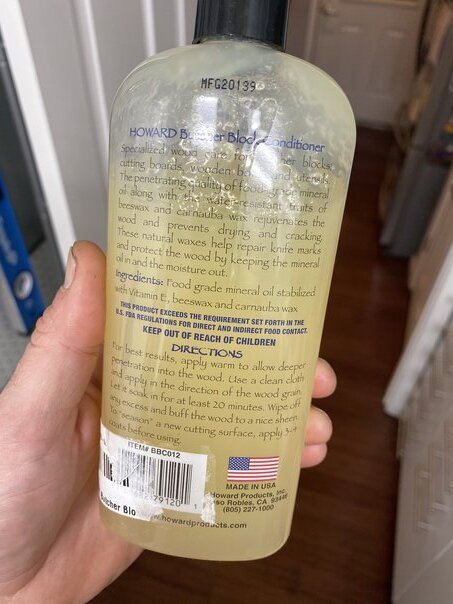 MFG20139
HOWARD Butcher Block Conditioner
Specialized wood care for butcher blocks,
cutting boards, wooden bowls and utensils.
The penetrating quality of food grade mineral
oil along with the water-resistant traits of
beeswax and carnauba wax rejuvenates the
wood and prevents drying and cracking.
These natural waxes help repair knife marks
and protect the wood by keeping the mineral
oil in and the moisture out.
Ingredients: Food grade mineral oil stabilized
with Vitamin E, beeswax and carnauba wax
THIS PRODUCT EXCEEDS THE REQUIREMENT SET FORTH IN THE
U.S. FDA REGULATIONS FOR DIRECT AND INDIRECT FOOD CONTACT.
KEEP OUT OF REACH OF CHILDREN
DIRECTIONS
For best results, apply warm to allow deeper
penetration into the wood. Use a clean cloth
and apply in the direction of the wood grain.
Let it soak in for at least 20 minutes. Wipe off
any excess and buff the wood to a nice sheen.
To "season" a new cutting surface, apply 3-4
coats before using.
ITEM# BBC012
79120 1
Butcher Blo
MADE IN USA
Howard Products, Inc.
Paso Robles, CA 93446
(805) 227-1000
www.howardproducts.com